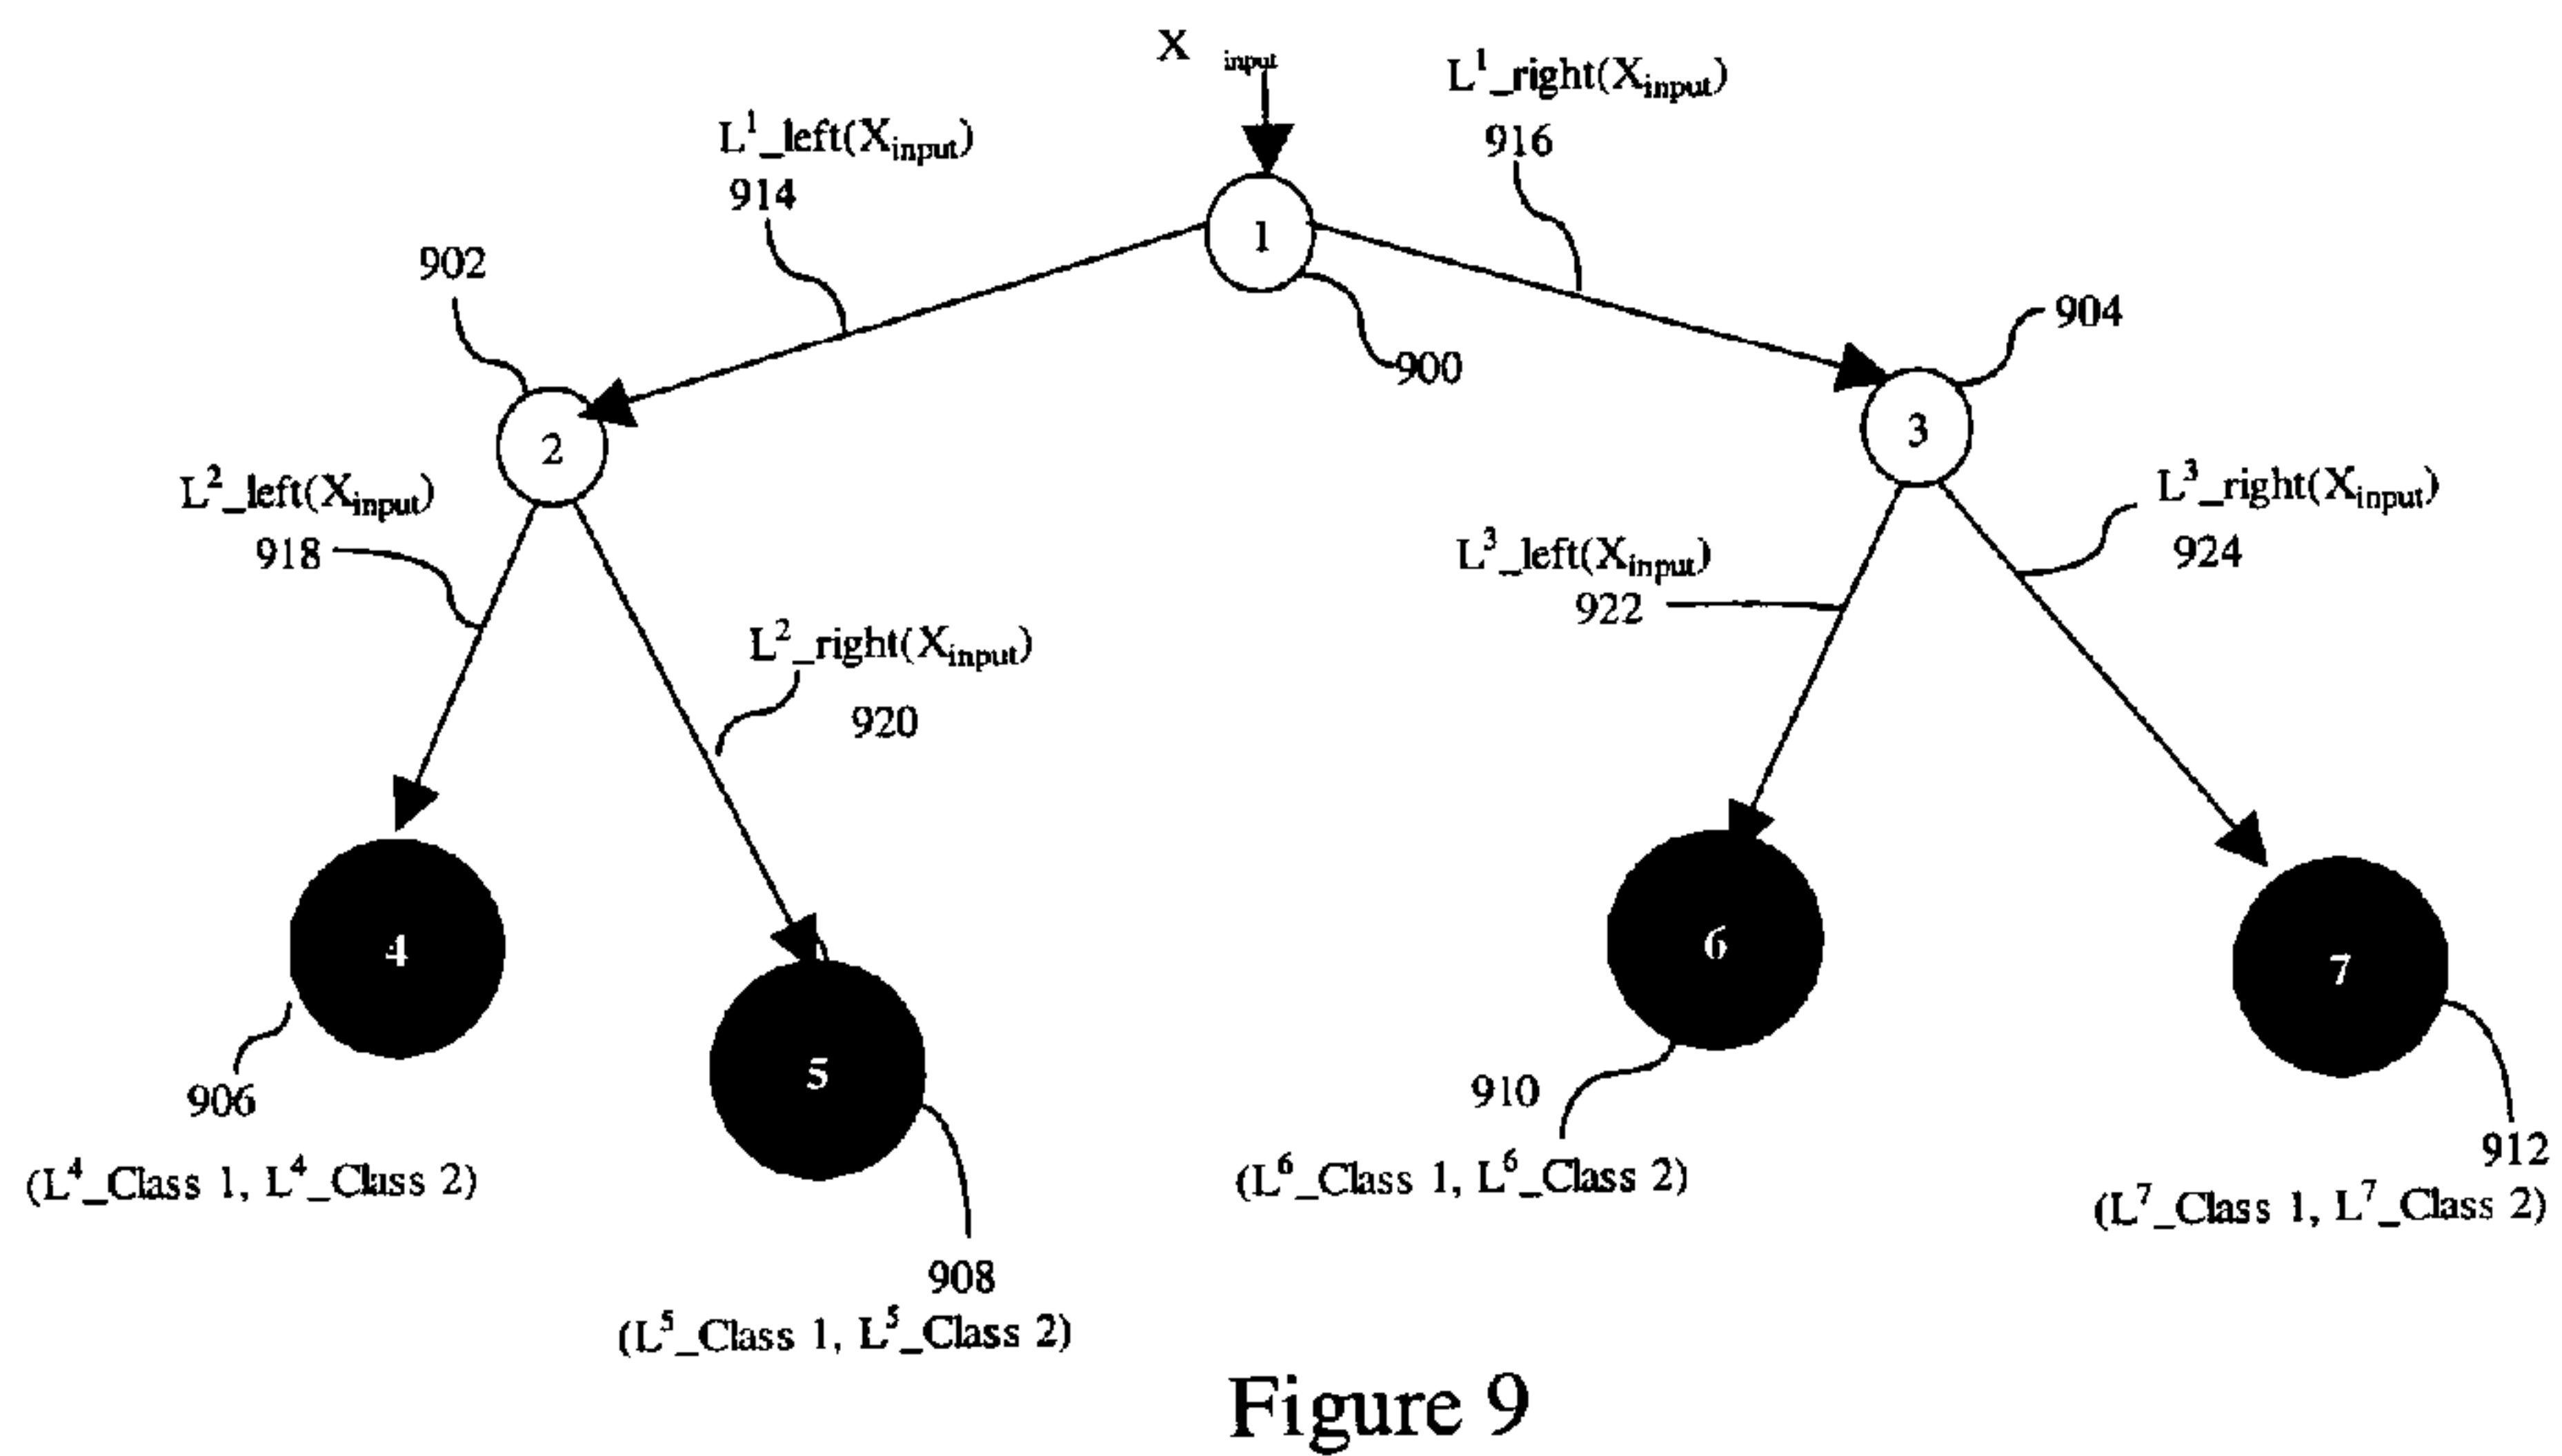 X input
L¹_right(Xinput)
916
L¹_left(Xinput)
914
1
902
904
900
2
3
L²_left(Xinput)
918
L³_right(Xinput)
924
L³_left(Xinput)
922
L²_right(Xinput)
920
4
5
6
7
906
910
912
(L⁴_Class 1, L⁴_Class 2)
(L⁶_Class 1, L⁶_Class 2)
(L⁷_Class 1, L⁷_Class 2)
908
(L⁵_Class 1, L⁵_Class 2)
Figure 9